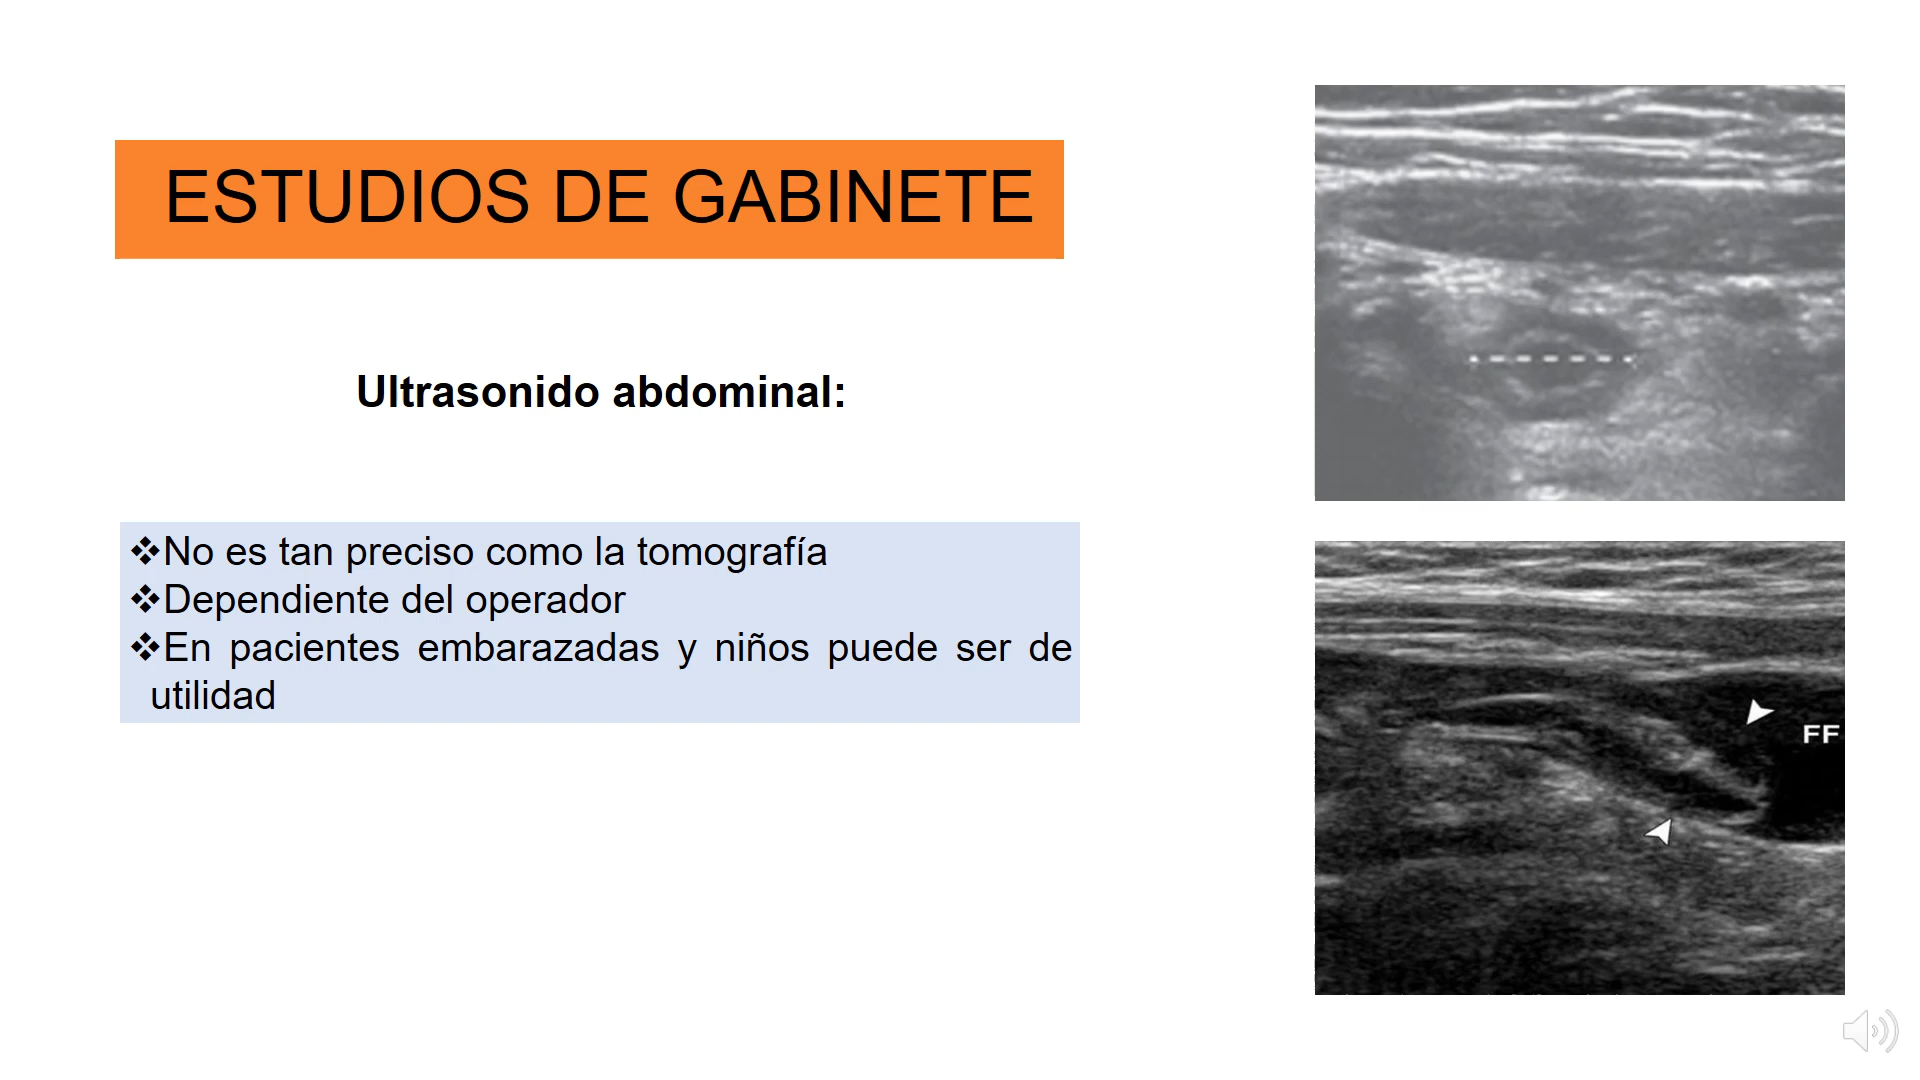 ESTUDIOS DE GABINETE
Ultrasonido abdominal:
❖No es tan preciso como la tomografía
❖Dependiente del operador
❖En pacientes embarazadas y niños puede ser de
utilidad
FF